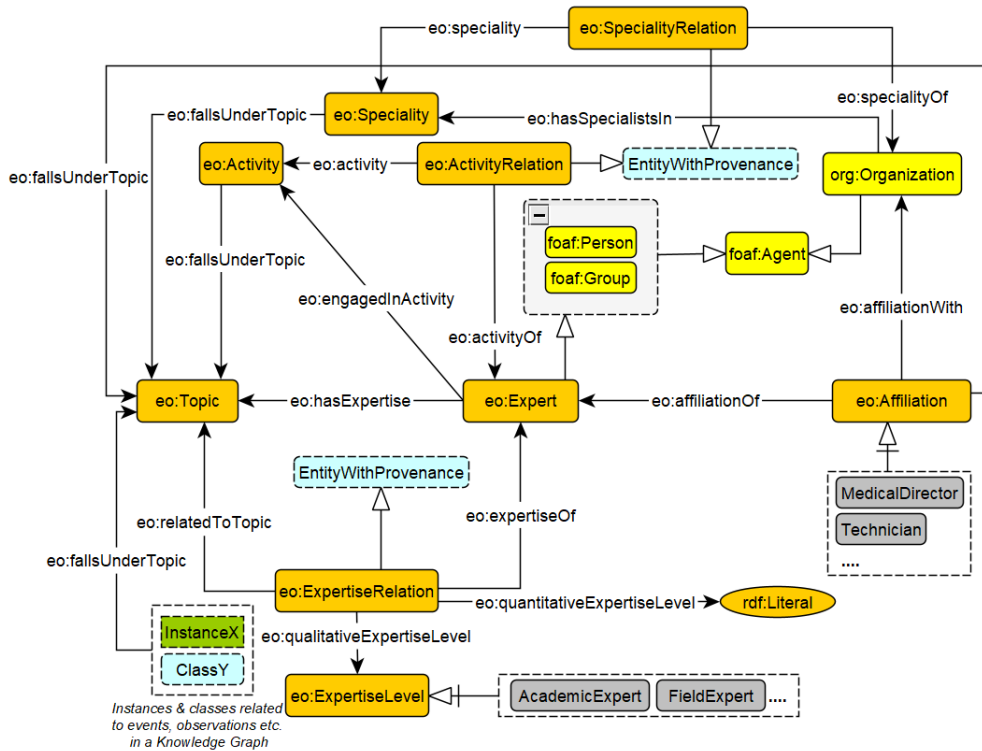 eo:speciality
eo:SpecialityRelation
eo:specialityOf
eo:fallsUnderTopic
eo:Speciality
eo:hasSpecialistsIn
eo:Activity
eo:activity
eo:ActivityRelation
EntityWithProvenance
org:Organization
eo:fallsUnderTopic
foaf:Person
foaf:Group
foaf:Agent
eo:fallsUnderTopic
eo:engagedInActivity
eo:activityOf
eo:affiliationWith
eo:Topic
eo:hasExpertise
eo:Expert
eo:affiliationOf
eo:Affiliation
EntityWithProvenance
MedicalDirector
Technician
....
eo:relatedToTopic
eo:expertiseOf
eo:fallsUnderTopic
eo:ExpertiseRelation
eo:quantitativeExpertiseLevel
rdf:Literal
eo:qualitativeExpertiseLevel
InstanceX
ClassY
eo:ExpertiseLevel
AcademicExpert
FieldExpert
....
Instances & classes related
to events, observations etc.
in a Knowledge Graph